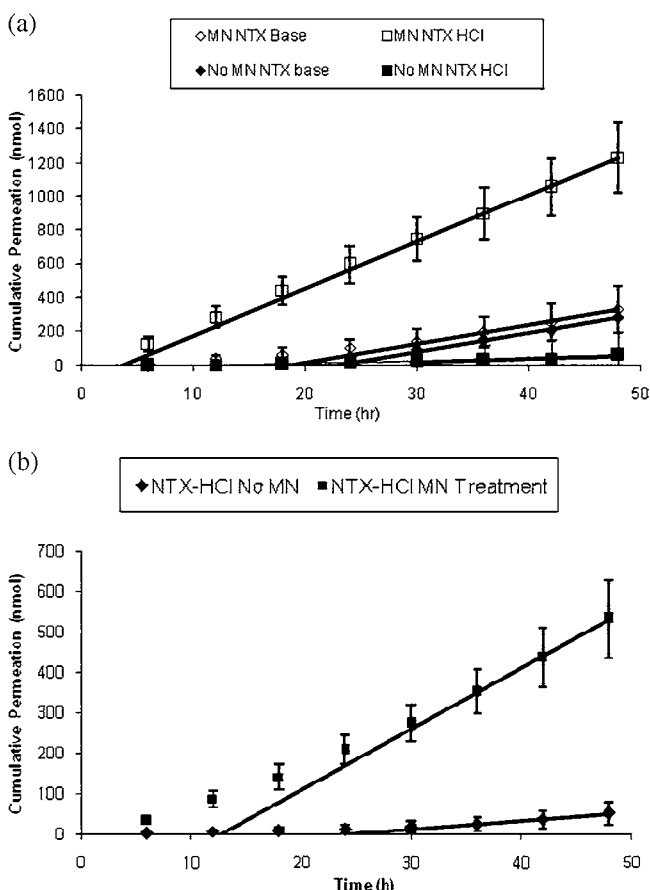 (a)
MN NTX Base MN NTX HCl
No MN NTX base No MN NTX HCl
1600
1400
1200
1000
800
600
400
200
0
Cumulative Permeation (nmol)
0 10 20 30 40 50
Time (hr)
(b)
NTX-HCl No MN NTX-HCl MN Treatment
700
600
500
400
300
200
100
0
Cumulative Permeation (nmol)
0 10 20 30 40 50
Time (h)